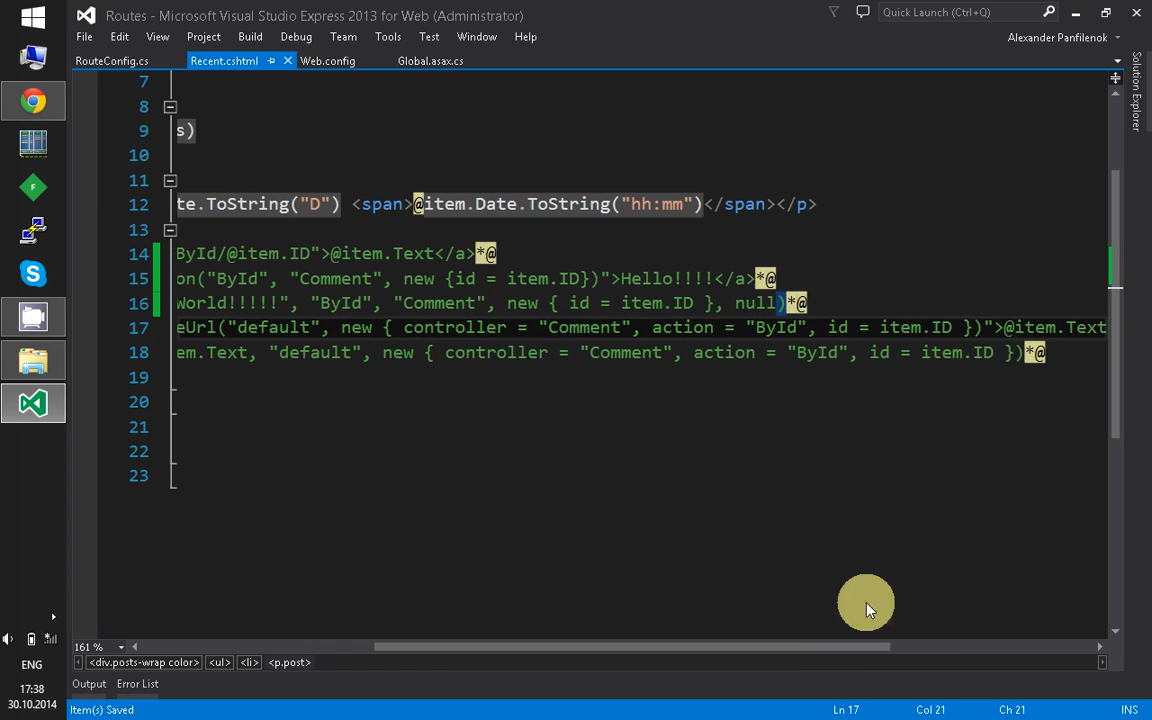 Routes - Microsoft Visual Studio Express 2013 for Web (Administrator)
Quick Launch (Ctrl+Q)
File Edit View Project Build Debug Team Tools Test Window Help
Alexander Panfilenok
RouteConfig.cs Recent.cshtml Web.config Global.asax.cs
Solution Explorer
7
8
9 s)
10
11
12 te.ToString("D") <span>@item.Date.ToString("hh:mm")</span></p>
13
14 ById/@item.ID">@item.Text</a>*@
15 on("ById", "Comment", new {id = item.ID})">Hello!!!!</a>*@
16 World!!!!!", "ById", "Comment", new { id = item.ID }, null)*@
17 eUrl("default", new { controller = "Comment", action = "ById", id = item.ID })">@item.Text
18 em.Text, "default", new { controller = "Comment", action = "ById", id = item.ID })*@
19
20
21
22
23
161 %
<div.posts-wrap color> <ul> <li> <p.post>
Output Error List
Item(s) Saved Ln 17 Col 21 Ch 21 INS
ENG
17:38
30.10.2014